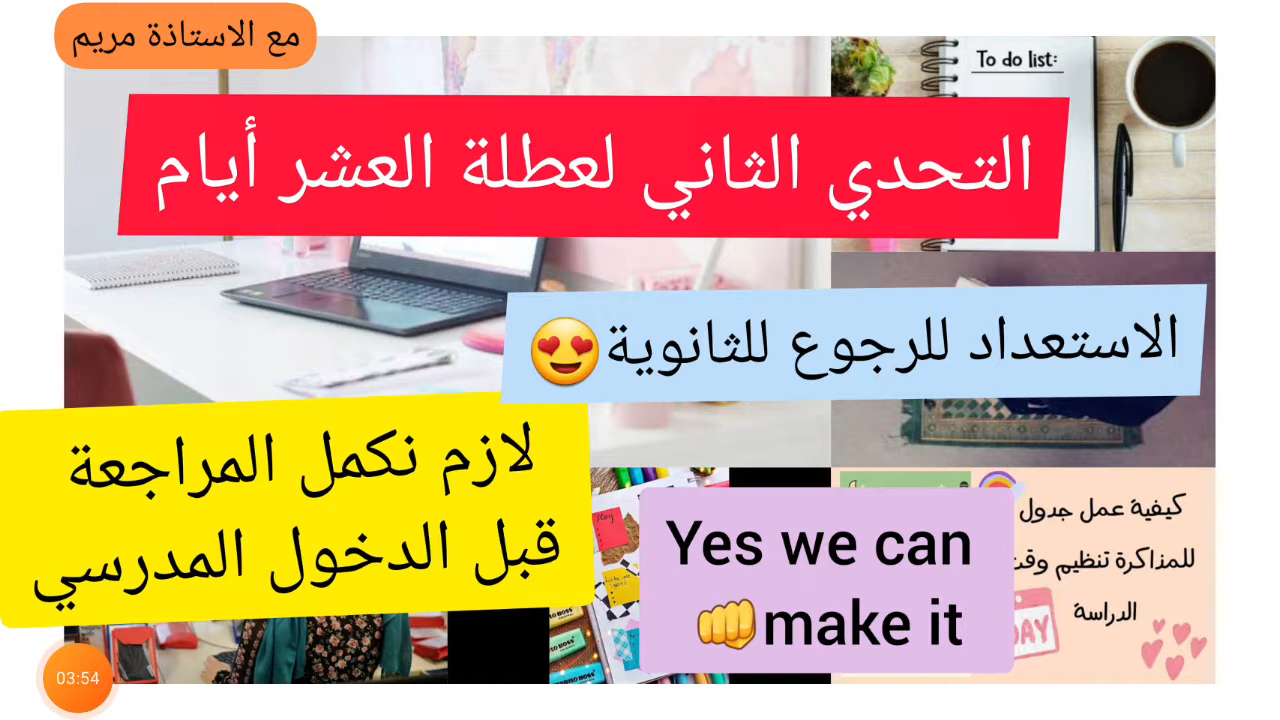 مع الاستاذة مريم
To do list:
التحدي الثاني لعطلة العشر أيام
الاستعداد للرجوع للثانوية😍
لازم نكمل المراجعة
قبل الدخول المدرسي
Yes we can
👊make it
كيفية عمل جدول
للمذاكرة تنظيم وقت
الدراسة
DAY
03:54